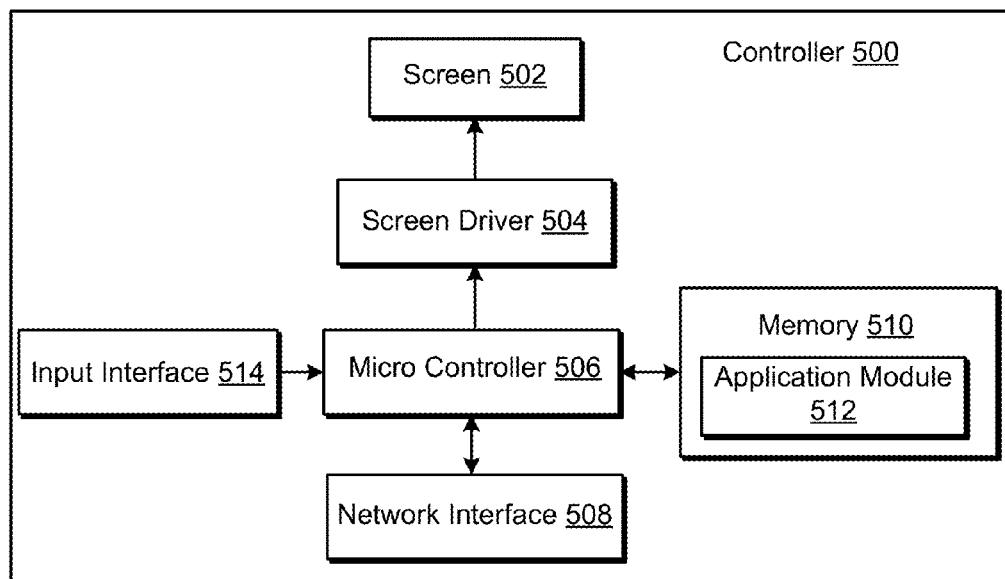 Controller 500
Screen 502
Screen Driver 504
Memory 510
Input Interface 514
Micro Controller 506
Application Module
512
Network Interface 508